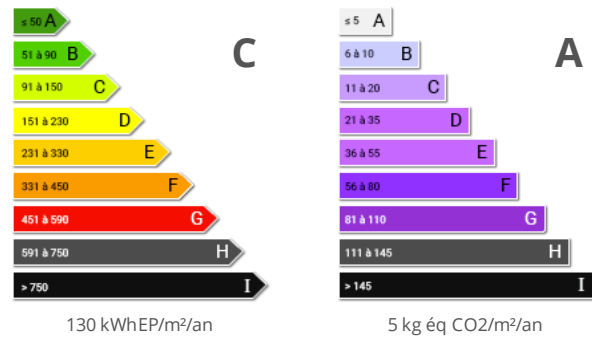 ≤ 50 A
51 à 90 B
91 à 150 C
151 à 230 D
231 à 330 E
331 à 450 F
451 à 590 G
591 à 750 H
> 750 I
C
130 kWhEP/m²/an
≤ 5 A
6 à 10 B
11 à 20 C
21 à 35 D
36 à 55 E
56 à 80 F
81 à 110 G
111 à 145 H
> 145 I
A
5 kg éq CO2/m²/an